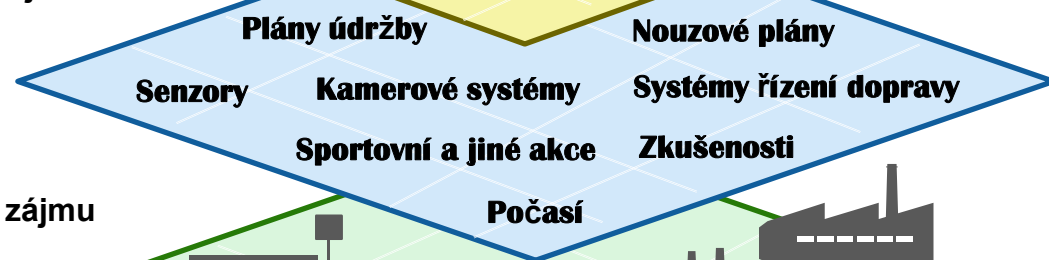 Plány údržby
Nouzové plány
Senzory
Kamerové systémy
Systémy řízení dopravy
Sportovní a jiné akce
Zkušenosti
Počasí
zájmu